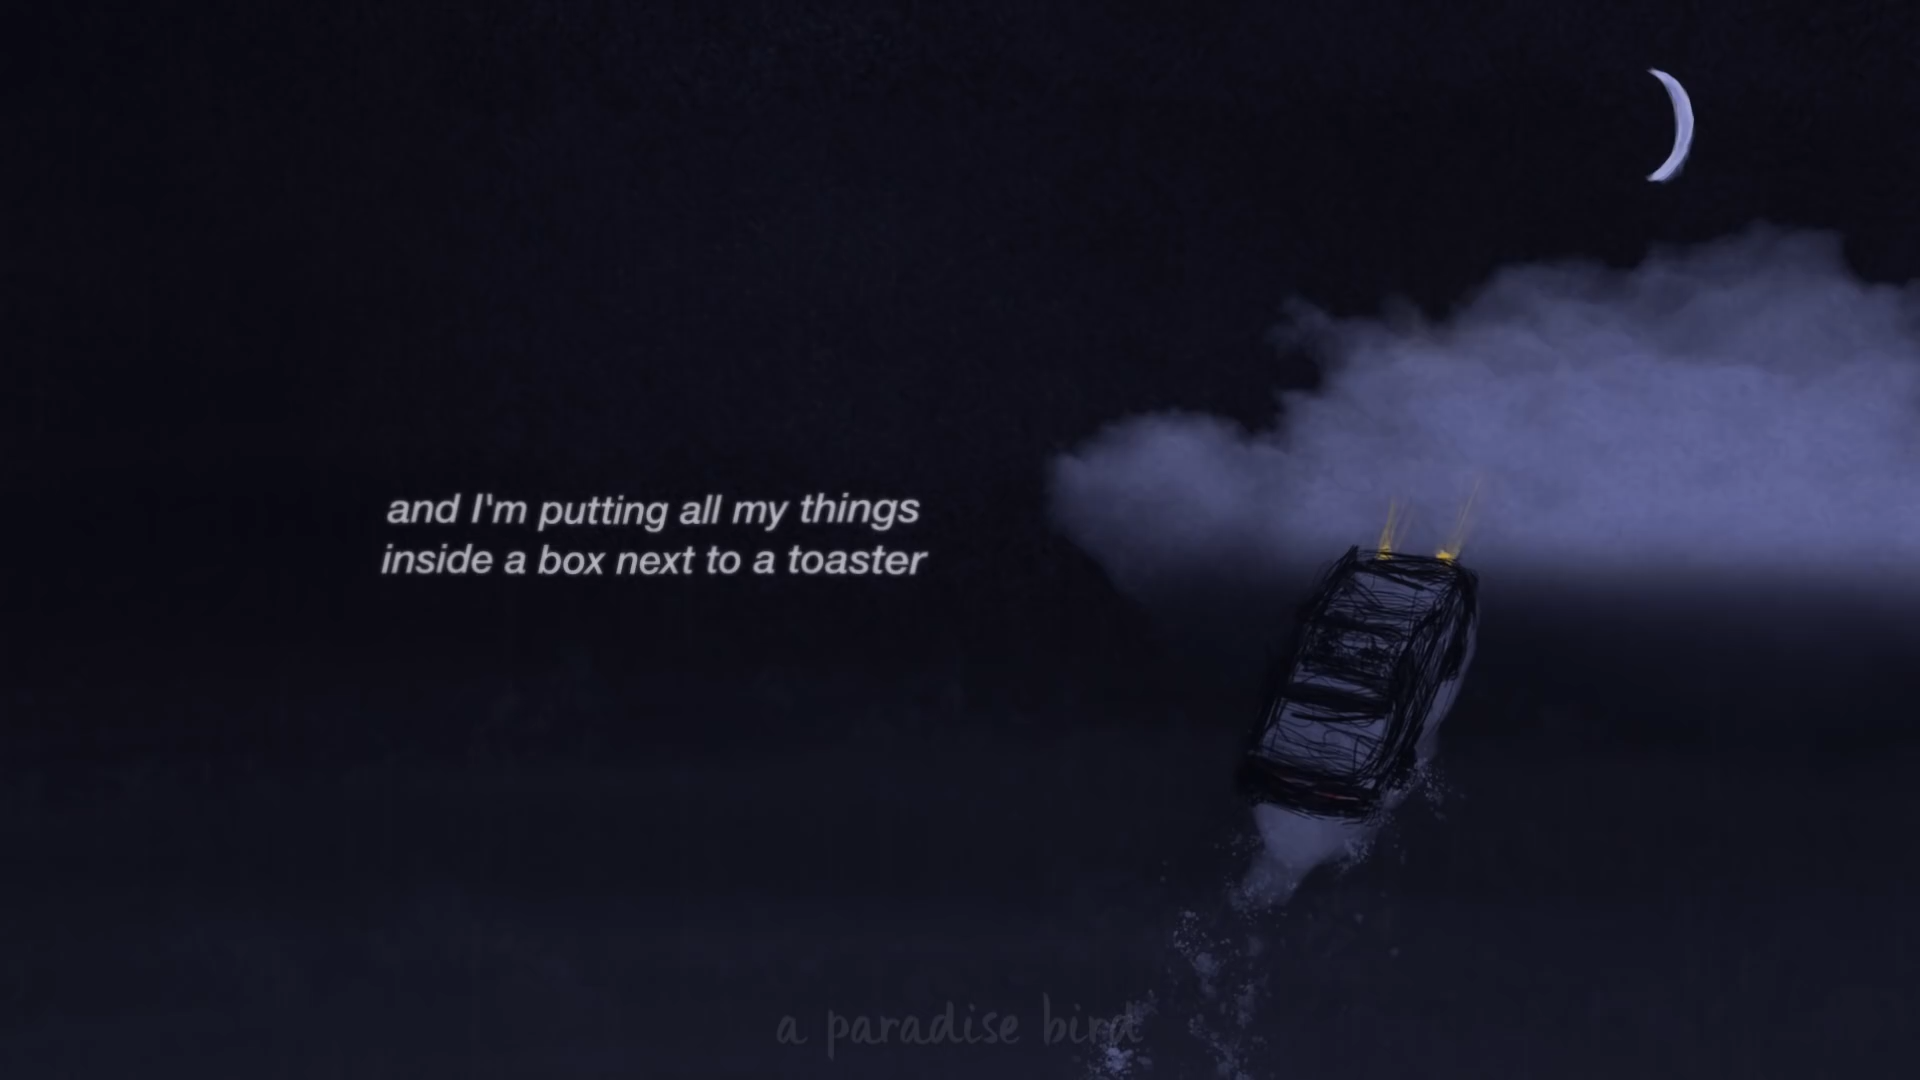 and I'm putting all my things
inside a box next to a toaster
a paradise bird